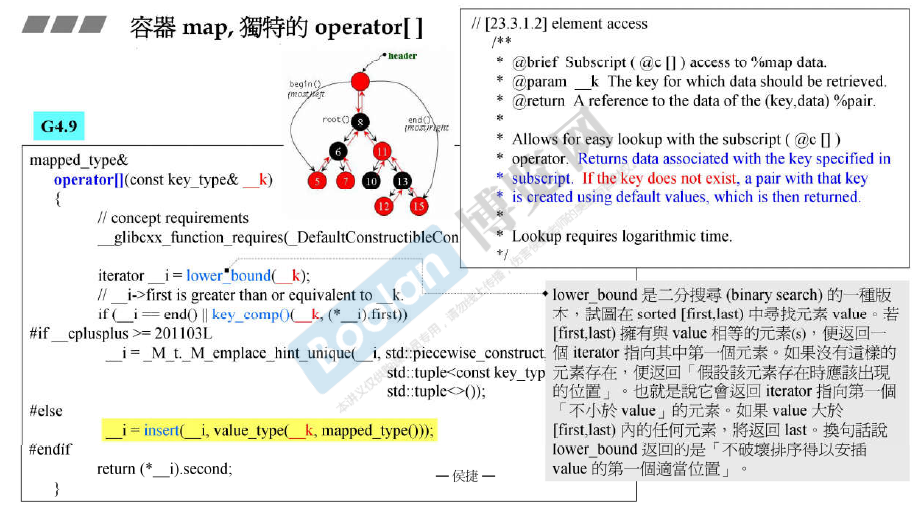 容器 map, 獨特的 operator[ ]
header
begin()
(most)left
root()
end()
(most)right
8
6
11
5
7
10
13
12
15
// [23.3.1.2] element access
/**
* @brief Subscript ( @c [] ) access to %map data.
* @param __k The key for which data should be retrieved.
* @return A reference to the data of the (key,data) %pair.
*
* Allows for easy lookup with the subscript ( @c [] )
* operator. Returns data associated with the key specified in
* subscript. If the key does not exist, a pair with that key
* is created using default values, which is then returned.
*
* Lookup requires logarithmic time.
*/
G4.9
mapped_type&
operator[](const key_type& __k)
{
// concept requirements
__glibcxx_function_requires(_DefaultConstructibleCon
iterator __i = lower_bound(__k);
// __i->first is greater than or equivalent to __k.
if (__i == end() || key_comp()(__k, (*__i).first))
#if __cplusplus >= 201103L
__i = _M_t._M_emplace_hint_unique(__i, std::piecewise_construct,
std::tuple<const key_typ
std::tuple<>());
#else
__i = insert(__i, value_type(__k, mapped_type()));
#endif
return (*__i).second;
}
lower_bound 是二分搜尋 (binary search) 的一種版
本，試圖在 sorted [first,last) 中尋找元素 value。若
[first,last) 擁有與 value 相等的元素(s)，便返回一
個 iterator 指向其中第一個元素。如果沒有這樣的
元素存在，便返回「假設該元素存在時應該出現
的位置」。也就是說它會返回 iterator 指向第一個
「不小於 value」的元素。如果 value 大於
[first,last) 內的任何元素，將返回 last。換句話說
lower_bound 返回的是「不破壞排序得以安插
value 的第一個適當位置」。
— 侯捷 —
Boolan 博览网